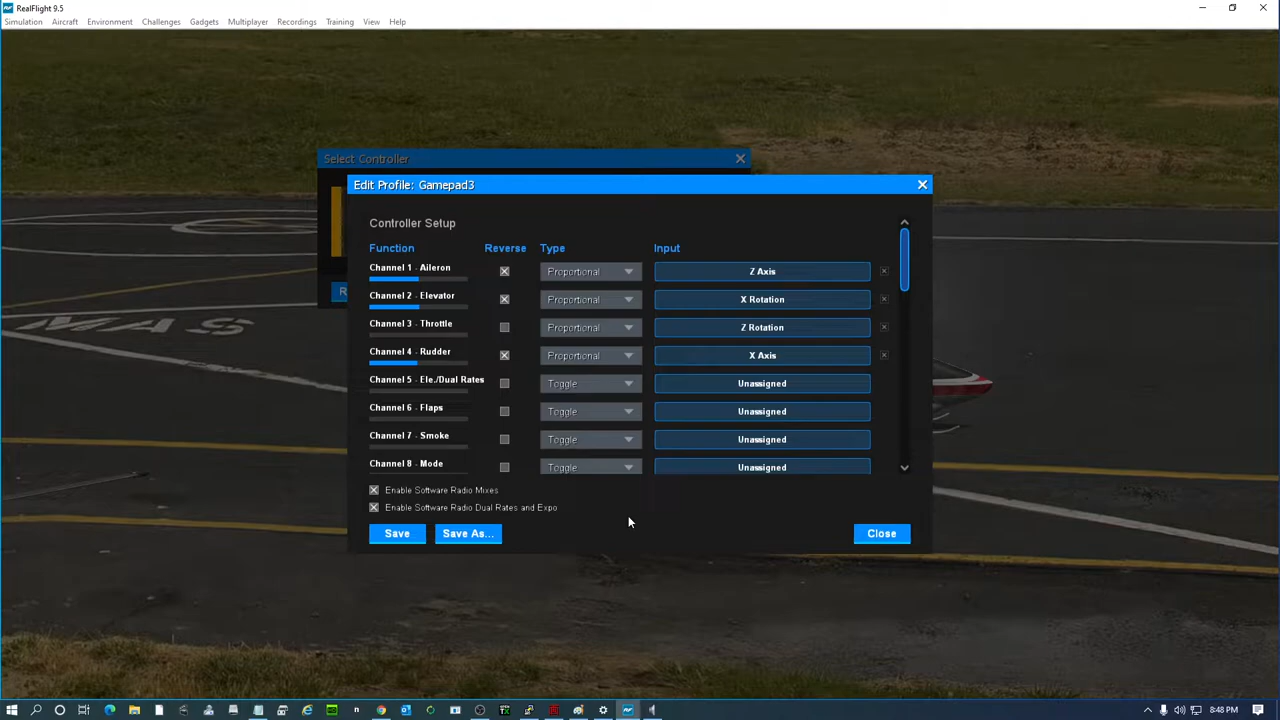 RealFlight 9.5
Simulation Aircraft Environment Challenges Gadgets Multiplayer Recordings Training View Help
Select Controller
Edit Profile: Gamepad3
Controller Setup
Function Reverse Type Input
Channel 1 - Aileron Proportional Z Axis
Channel 2 - Elevator Proportional X Rotation
R
Channel 3 - Throttle Proportional Z Rotation
MAS
Channel 4 - Rudder Proportional X Axis
Channel 5 - Ele./Dual Rates Toggle Unassigned
Channel 6 - Flaps Toggle Unassigned
Channel 7 - Smoke Toggle Unassigned
Channel 8 - Mode Toggle Unassigned
Enable Software Radio Mixes
Enable Software Radio Dual Rates and Expo
Save Save As... Close
8:48 PM